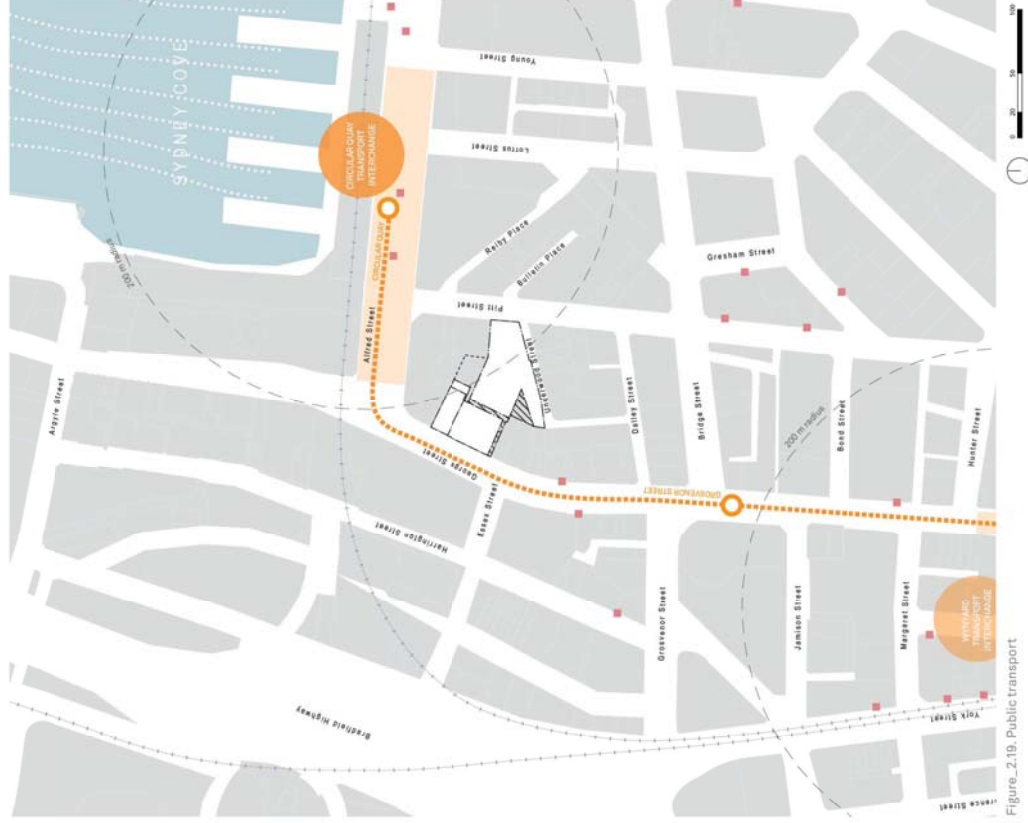 SYDNEY COVE
Young Street
CIRCULAR QUAY
TRANSPORT
INTERCHANGE
Loftus Street
200 m radius
CIRCULAR QUAY
Reiby Place
Bulletin Place
Gresham Street
Pitt Street
Alfred Street
Argyle Street
Underwood Street
Dalley Street
Bridge Street
200 m radius
Bond Street
Hunter Street
George Street
GROSVENOR STREET
Essex Street
Harrington Street
Grosvenor Street
Jamison Street
Margaret Street
WYNYARD
TRANSPORT
INTERCHANGE
Bradfield Highway
York Street
rence Street
0 20 50 100
Figure_2.19. Public transport